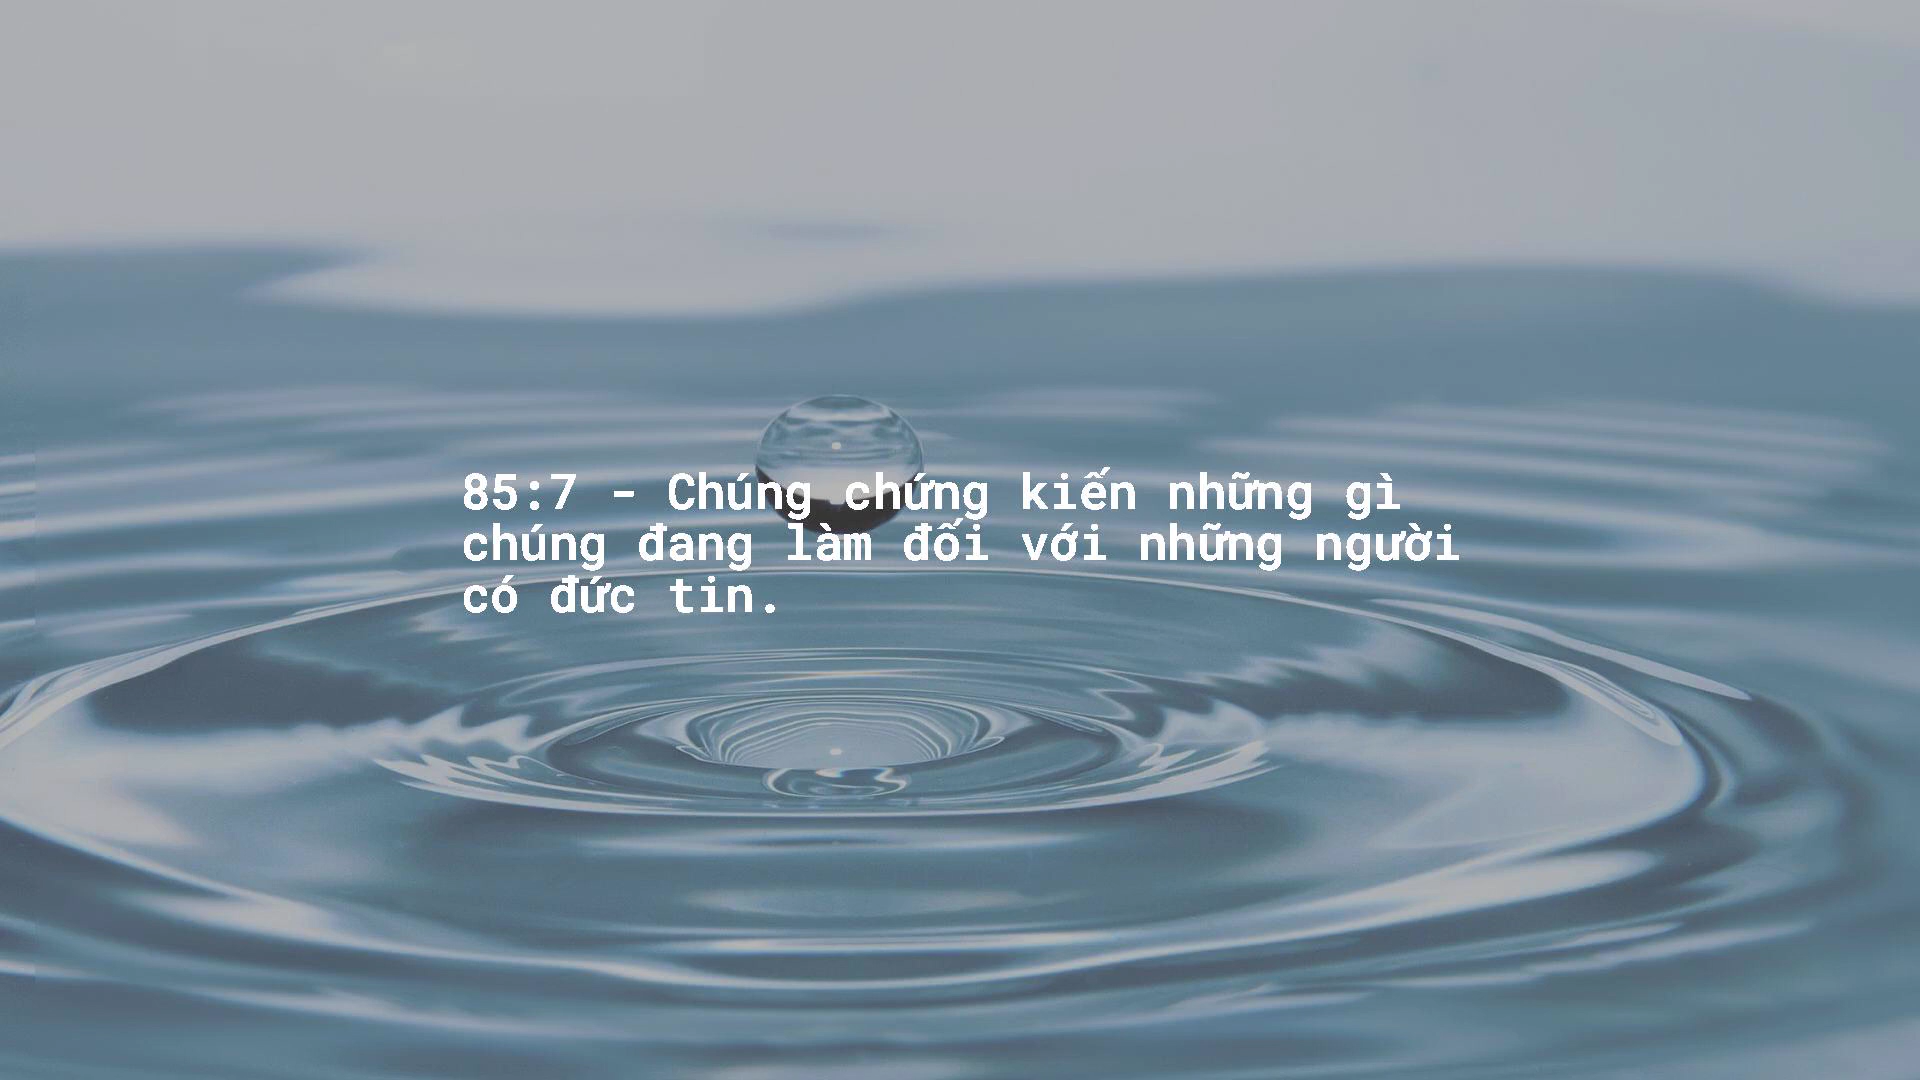 85:7 - Chúng chứng kiến những gì
chúng đang làm đối với những người
có đức tin.